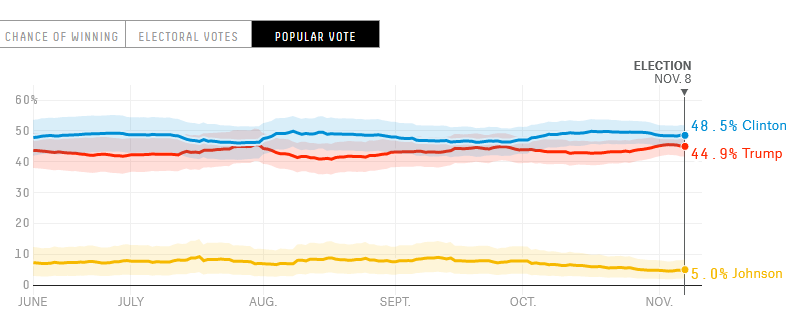 CHANCE OF WINNING ELECTORAL VOTES POPULAR VOTE
ELECTION
NOV. 8
60%
50
48.5% Clinton
40
44.9% Trump
30
20
10
5.0% Johnson
0
JUNE JULY AUG. SEPT. OCT. NOV.